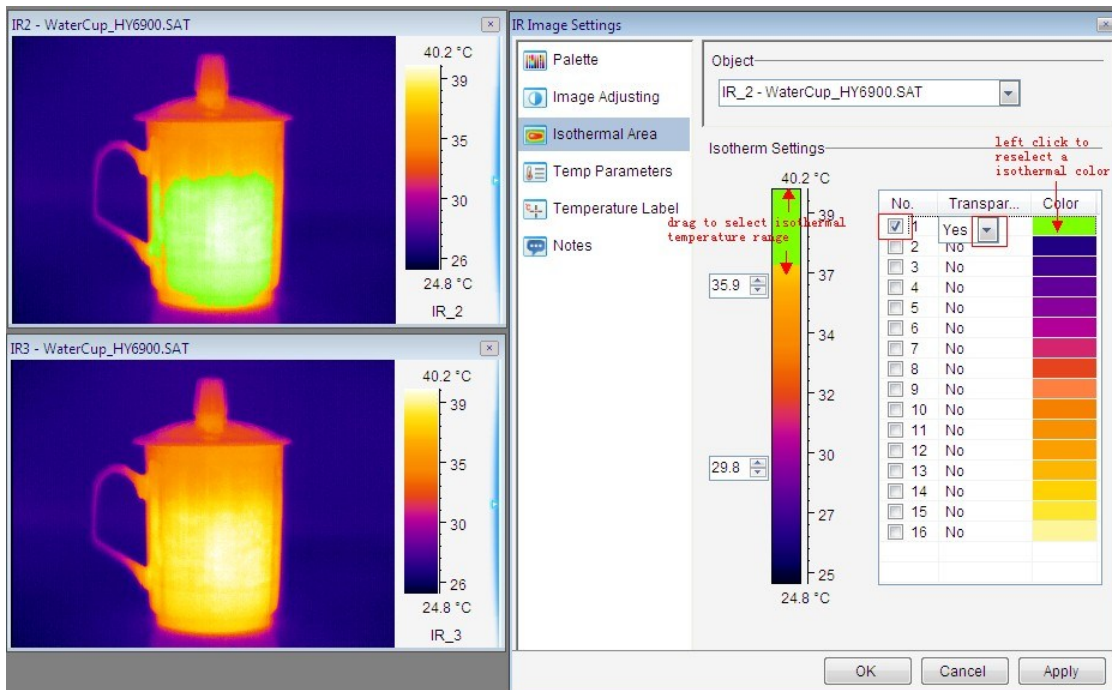 IR2 - WaterCup_HY6900.SAT
40.2 °C
39
35
30
26
24.8 °C
IR_2
IR3 - WaterCup_HY6900.SAT
40.2 °C
39
35
30
26
24.8 °C
IR_3
IR Image Settings
Palette
Image Adjusting
Isothermal Area
Temp Parameters
Temperature Label
Notes
Object
IR_2 - WaterCup_HY6900.SAT
Isotherm Settings
left click to
reselect a
isothermal color
40.2 °C
39
drag to select isothermal
temperature range
37
35.9
34
32
30
29.8
27
25
24.8 °C
No. Transpar... Color
1 Yes
2 No
3 No
4 No
5 No
6 No
7 No
8 No
9 No
10 No
11 No
12 No
13 No
14 No
15 No
16 No
OK Cancel Apply